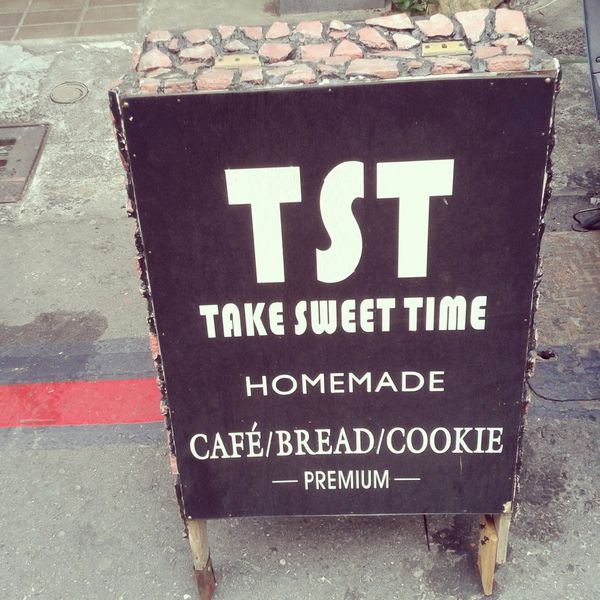 TST
TAKE SWEET TIME
HOMEMADE
CAFÉ/BREAD/COOKIE
— PREMIUM —